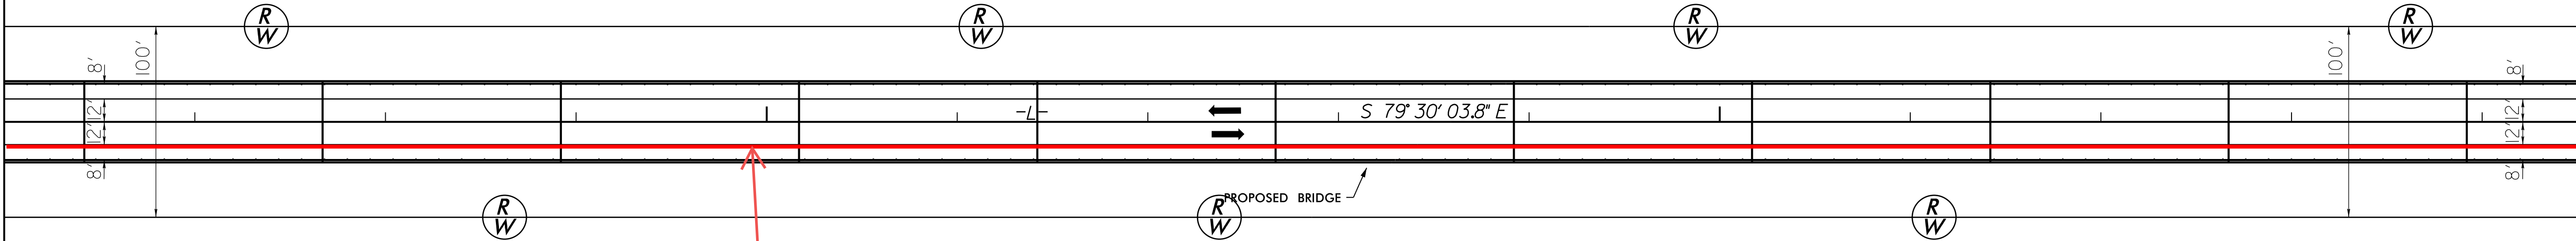 R
W
R
W
R
W
R
W
8'
100'
100'
8'
12'
12'
-L-
S 79° 30' 03.8" E
12'
12'
8'
8'
PROPOSED BRIDGE
R
W
R
W
R
W